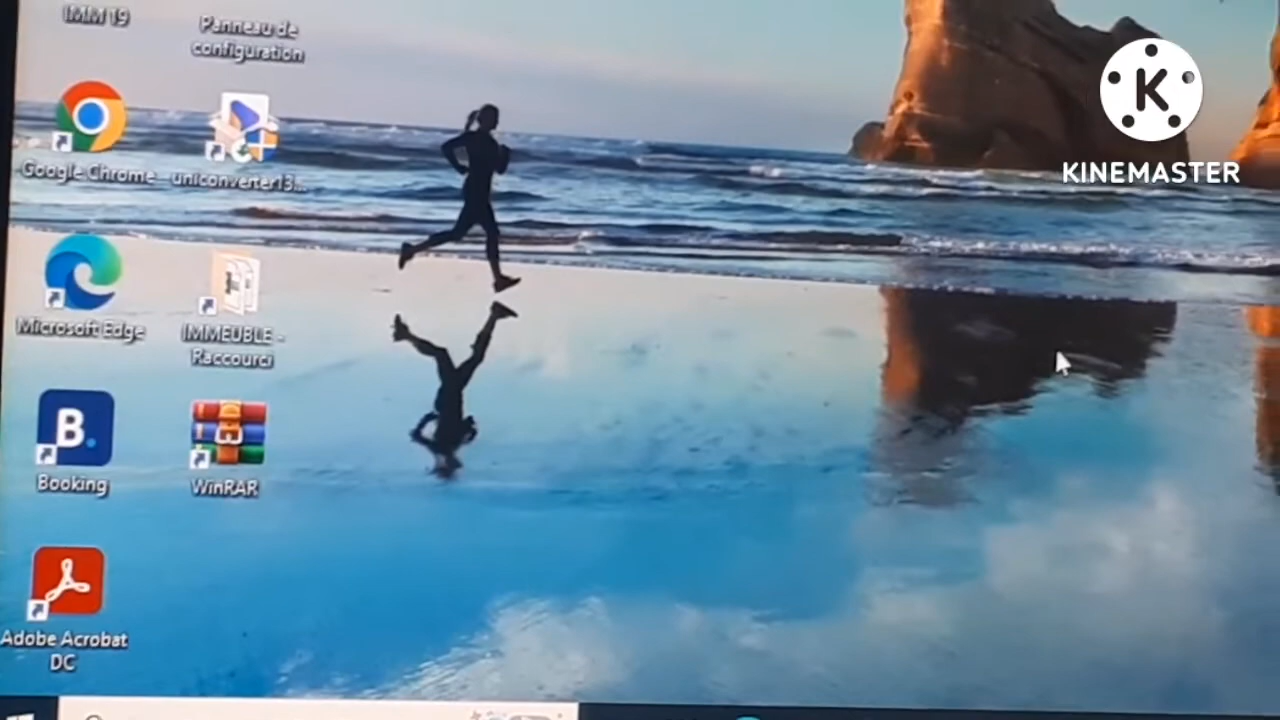 IMM 19
Panneau de
configuration
Google Chrome
uniconverter13...
Microsoft Edge
IMMEUBLE -
Raccourci
B.
Booking
WinRAR
Adobe Acrobat
DC
K
KINEMASTER